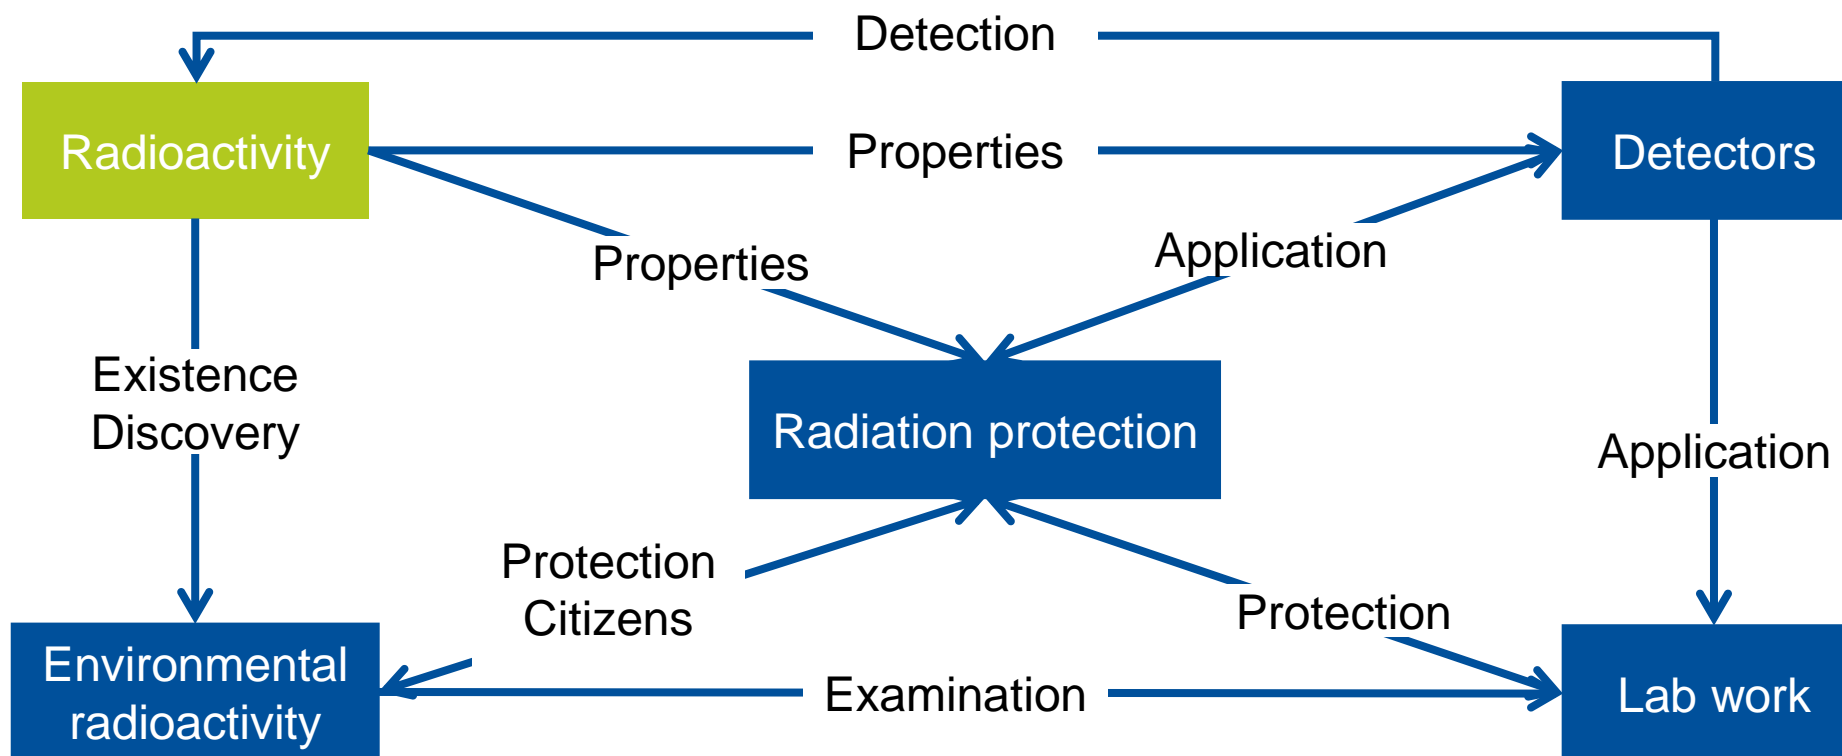 Detection
Radioactivity
Properties
Detectors
Properties
Application
Existence
Discovery
Radiation protection
Application
Protection
Citizens
Protection
Environmental
radioactivity
Examination
Lab work